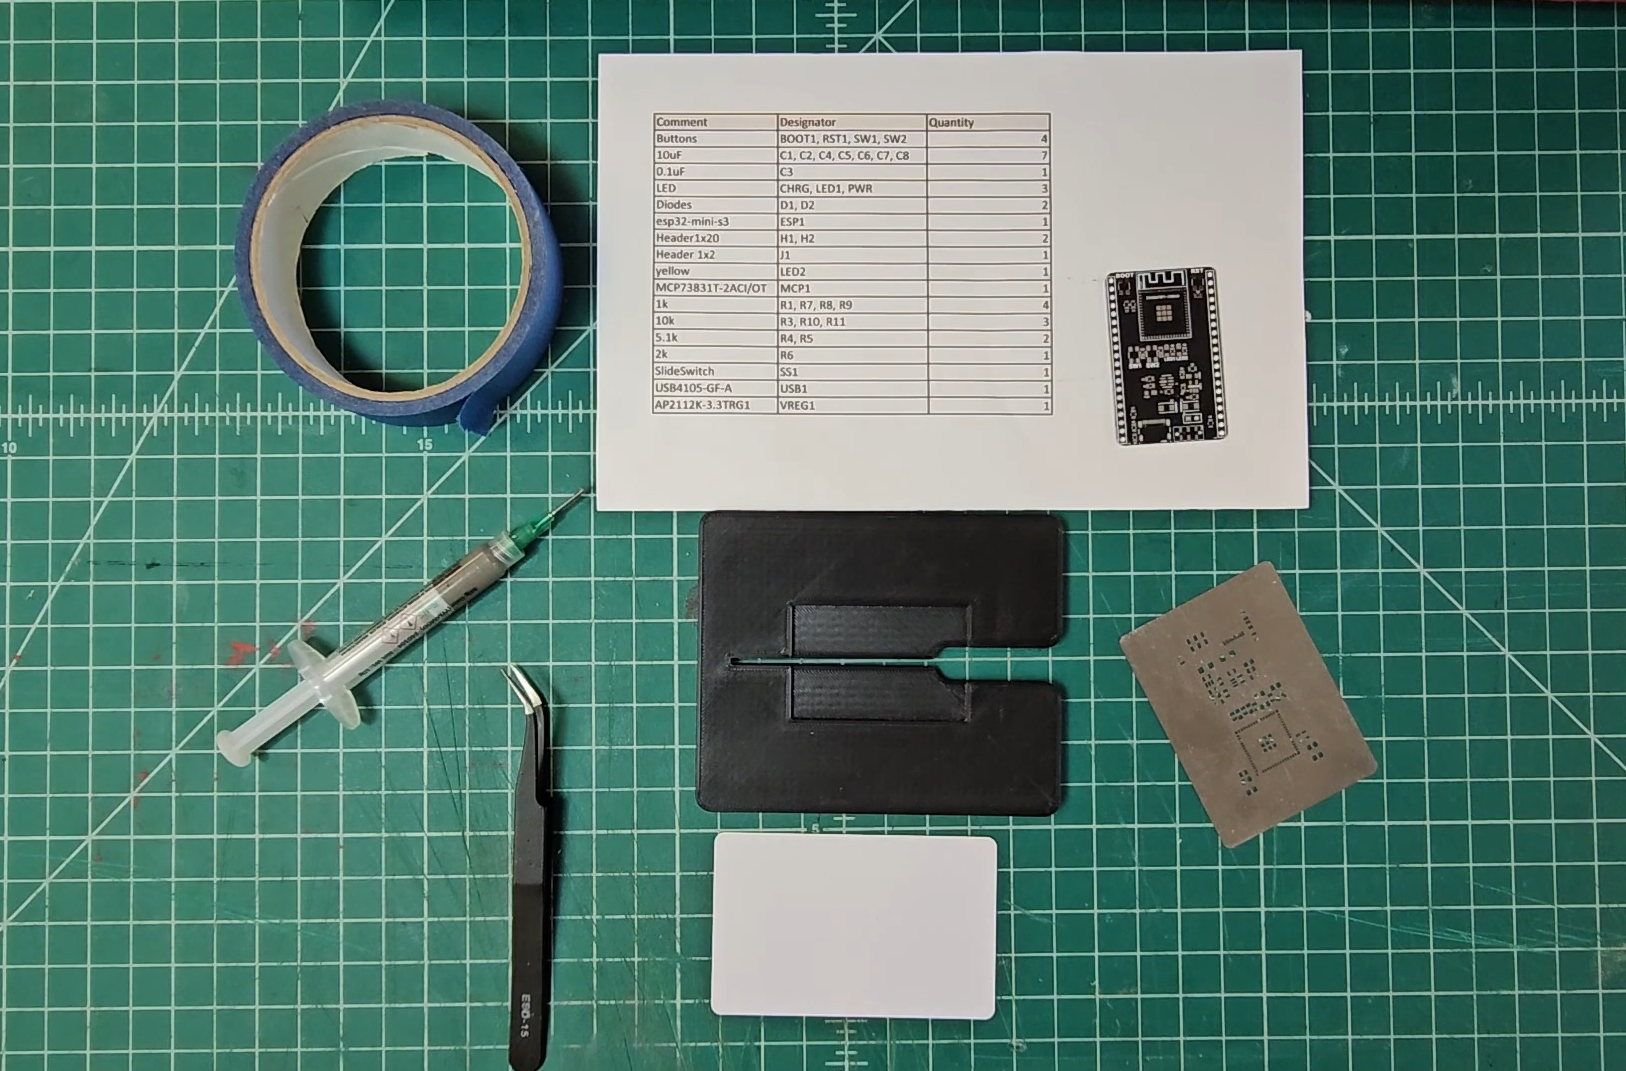 Comment Designator Quantity
Buttons BOOT1, RST1, SW1, SW2 4
10uF C1, C2, C4, C5, C6, C7, C8 7
0.1uF C3 1
LED CHRG, LED1, PWR 3
Diodes D1, D2 2
esp32-mini-s3 ESP1 1
Header1x20 H1, H2 2
Header 1x2 J1 1
yellow LED2 1
MCP73831T-2ACI/OT MCP1 1
1k R1, R7, R8, R9 4
10k R3, R10, R11 3
5.1k R4, R5 2
2k R6 1
SlideSwitch SS1 1
USB4105-GF-A USB1 1
AP2112K-3.3TRG1 VREG1 1
BOOT RST
10
15
5
ESD-15